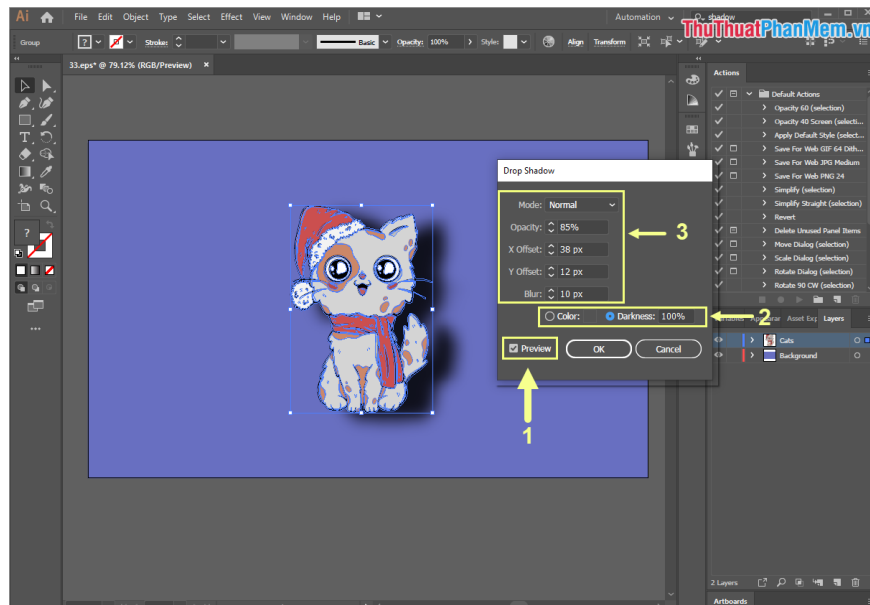 Ai File Edit Object Type Select Effect View Window Help Automation shadow
ThuThuatPhanMem.vn
Group ? Stroke: Basic Opacity: 100% Style: Align Transform
33.eps* @ 79.12% (RGB/Preview) ×
Actions
Default Actions
Opacity 60 (selection)
Opacity 40 Screen (selecti...
Apply Default Style (select...
Save For Web GIF 64 Dith...
Save For Web JPG Medium
Save For Web PNG 24
Simplify (selection)
Simplify Straight (selection)
Revert
Delete Unused Panel Items
Move Dialog (selection)
Scale Dialog (selection)
Rotate Dialog (selection)
Rotate 90 CW (selection)
T
?
Drop Shadow
Mode: Normal
Opacity: 85%
3
X Offset: 38 px
Y Offset: 12 px
Blur: 10 px
Color: Darkness: 100%
2
Preview OK Cancel
1
Asset Exp Layers
Cats
Background
2 Layers
Artboards